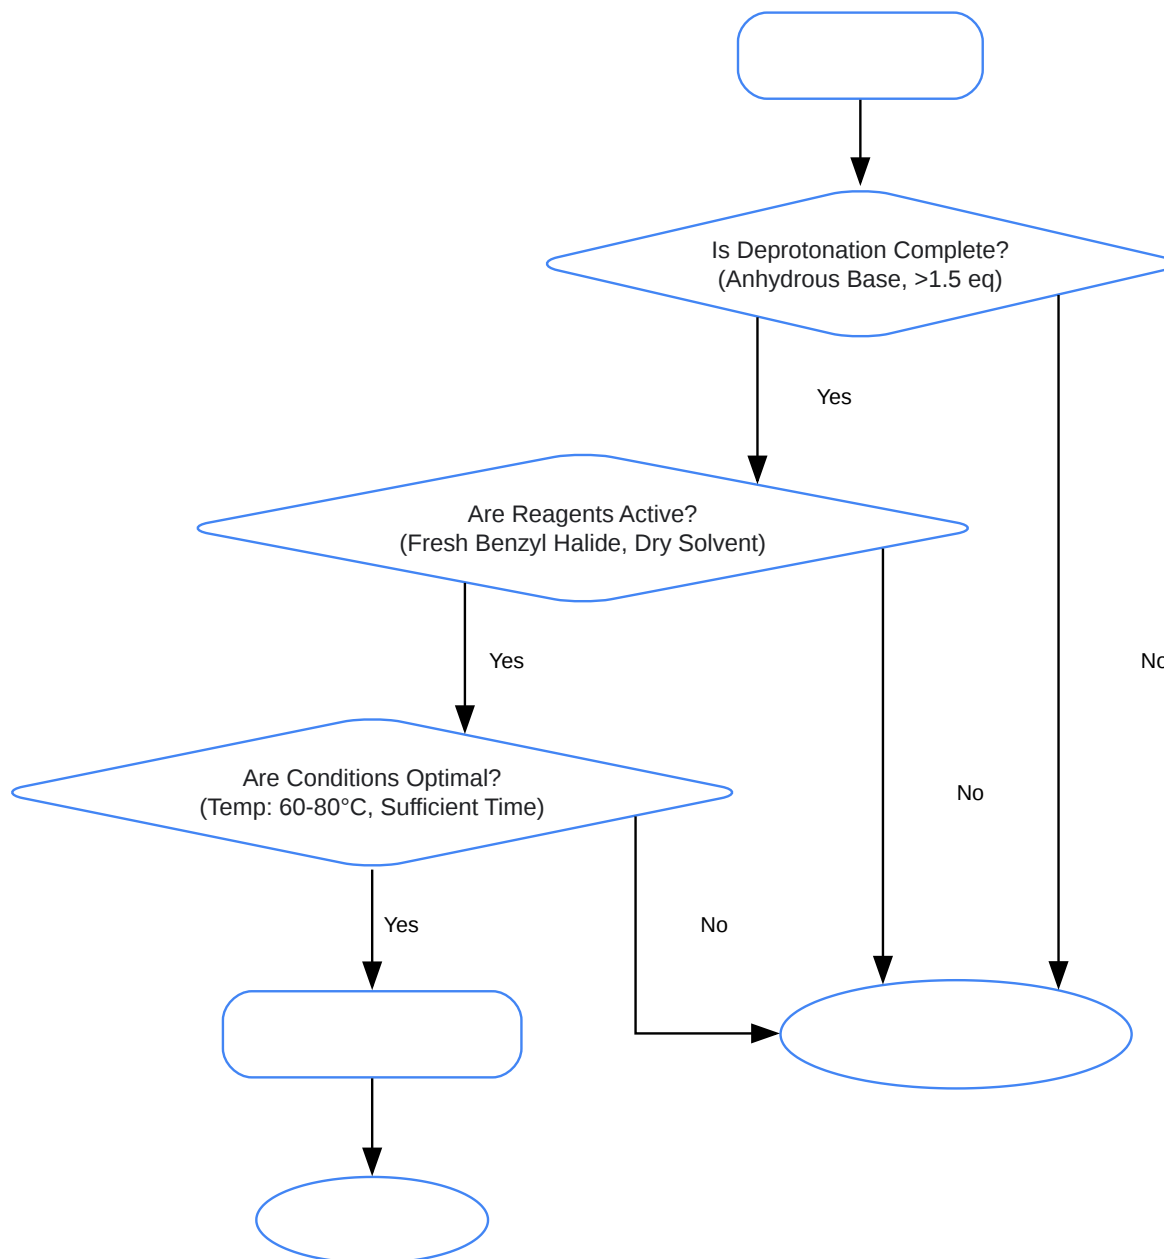 Is Deprotonation Complete?
(Anhydrous Base, >1.5 eq)
Yes
Are Reagents Active?
(Fresh Benzyl Halide, Dry Solvent)
Yes
No
Are Conditions Optimal?
(Temp: 60-80°C, Sufficient Time)
No
Yes
No